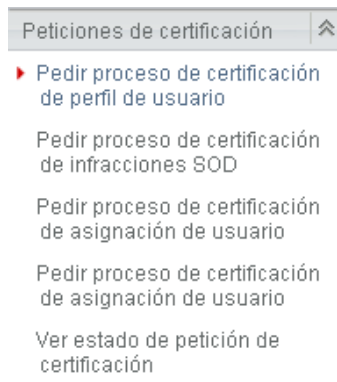 Peticiones de certificación
Pedir proceso de certificación
de perfil de usuario
Pedir proceso de certificación
de infracciones SOD
Pedir proceso de certificación
de asignación de usuario
Pedir proceso de certificación
de asignación de usuario
Ver estado de petición de
certificación